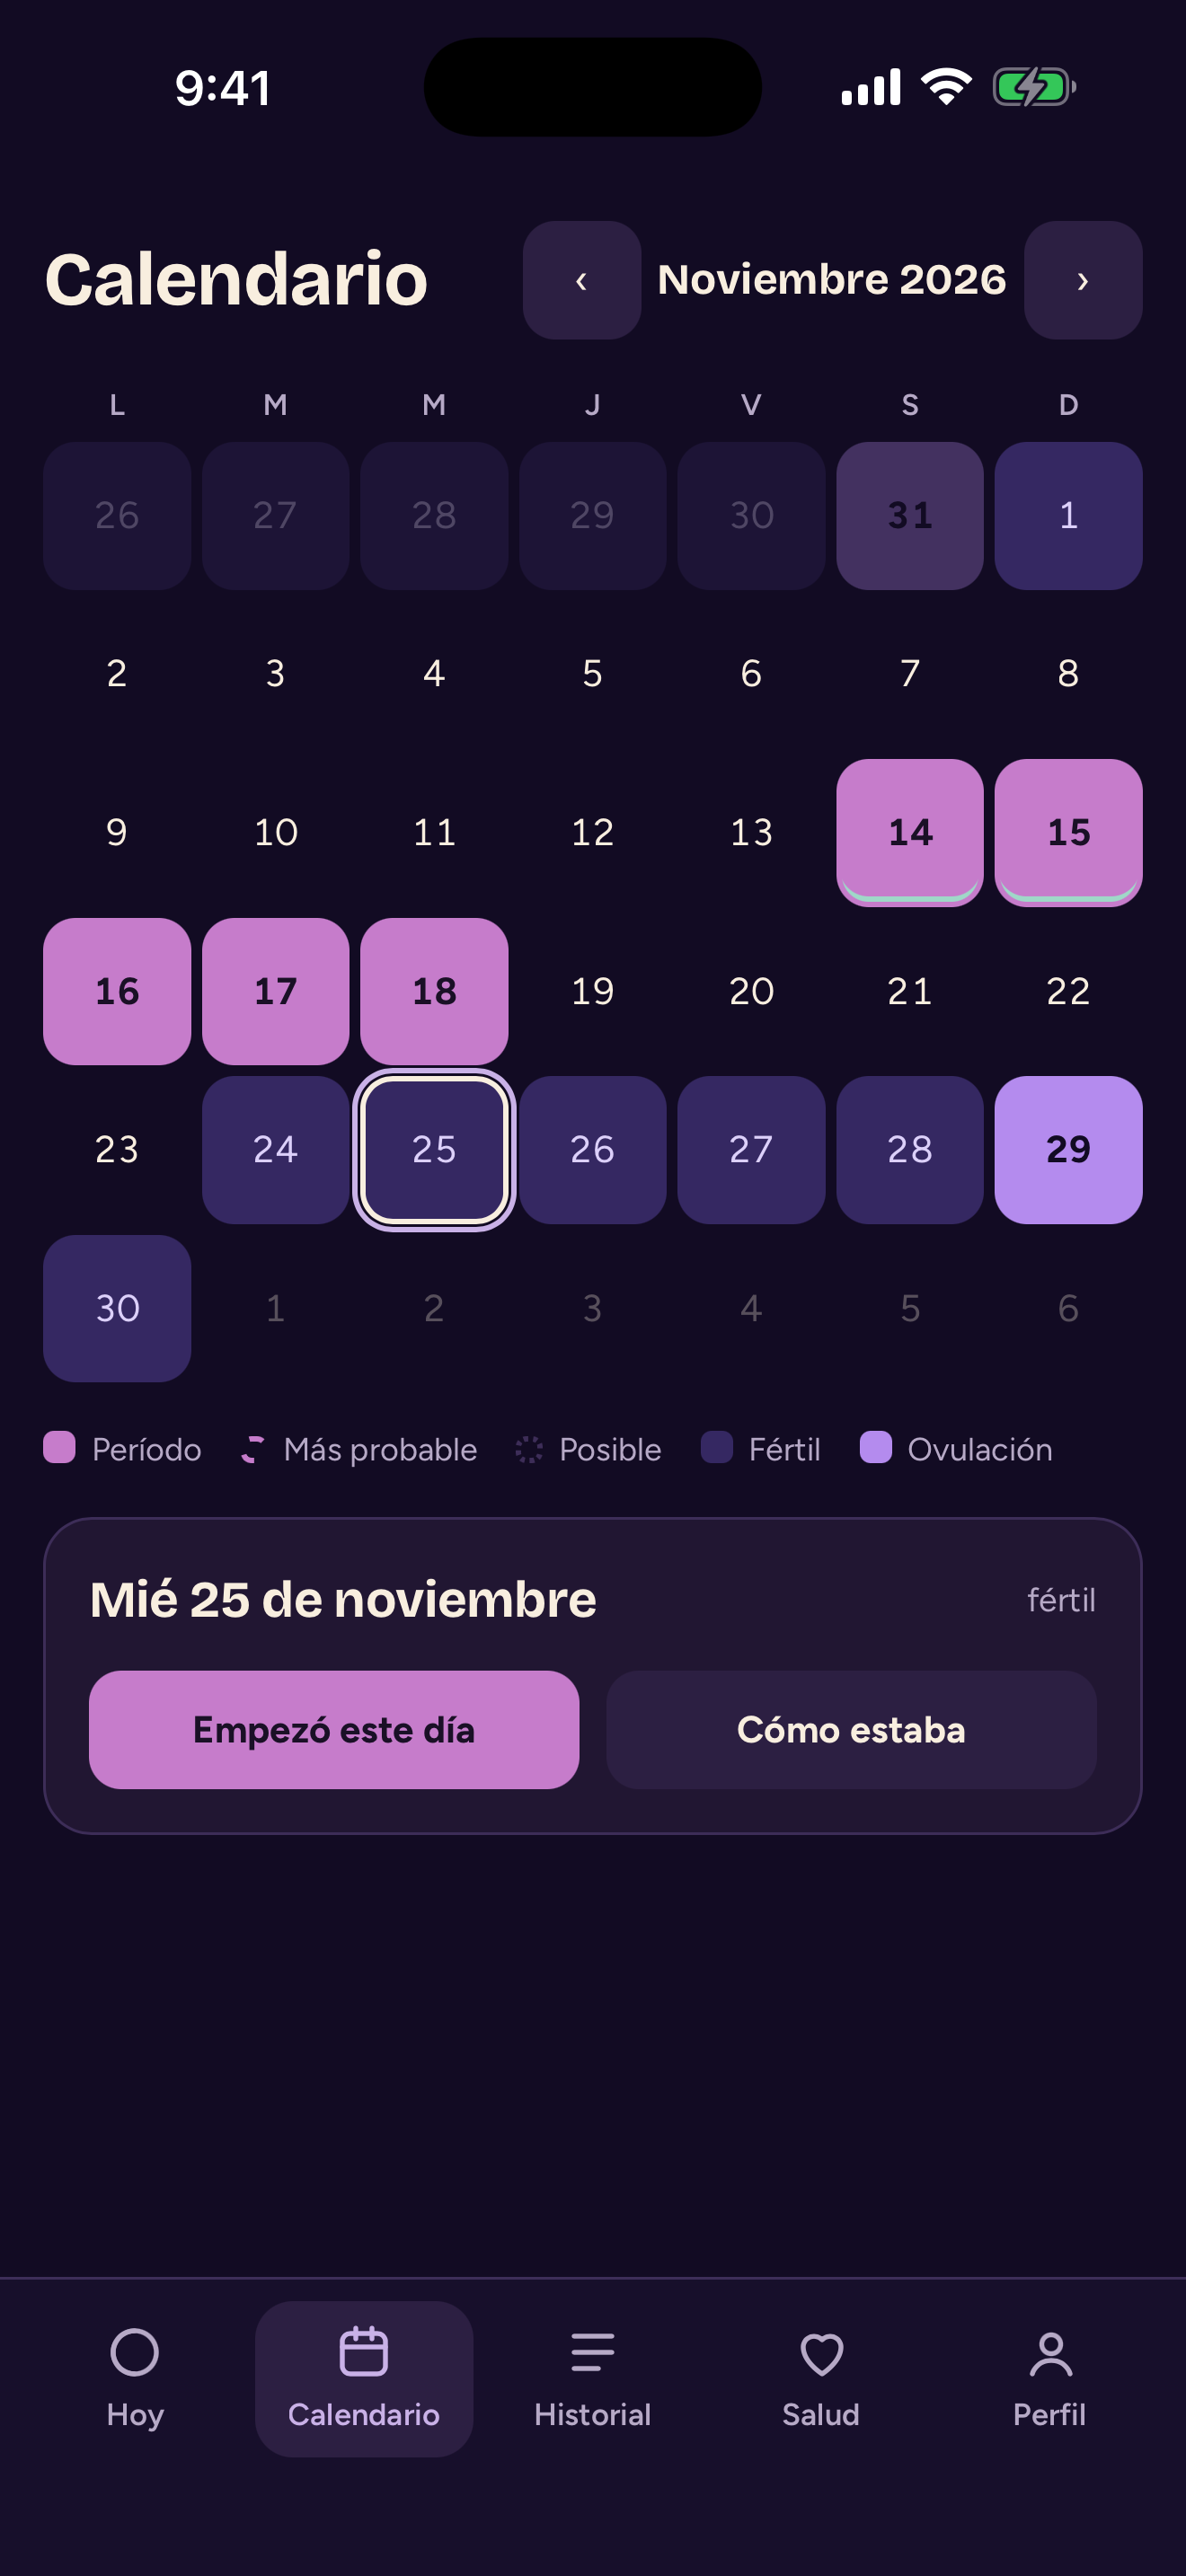 9:41
Calendario ‹ Noviembre 2026 ›
L M M J V S D
26 27 28 29 30 31 1
2 3 4 5 6 7 8
9 10 11 12 13 14 15
16 17 18 19 20 21 22
23 24 25 26 27 28 29
30 1 2 3 4 5 6
Período Más probable Posible Fértil Ovulación
Mié 25 de noviembre fértil
Empezó este día Cómo estaba
Hoy Calendario Historial Salud Perfil